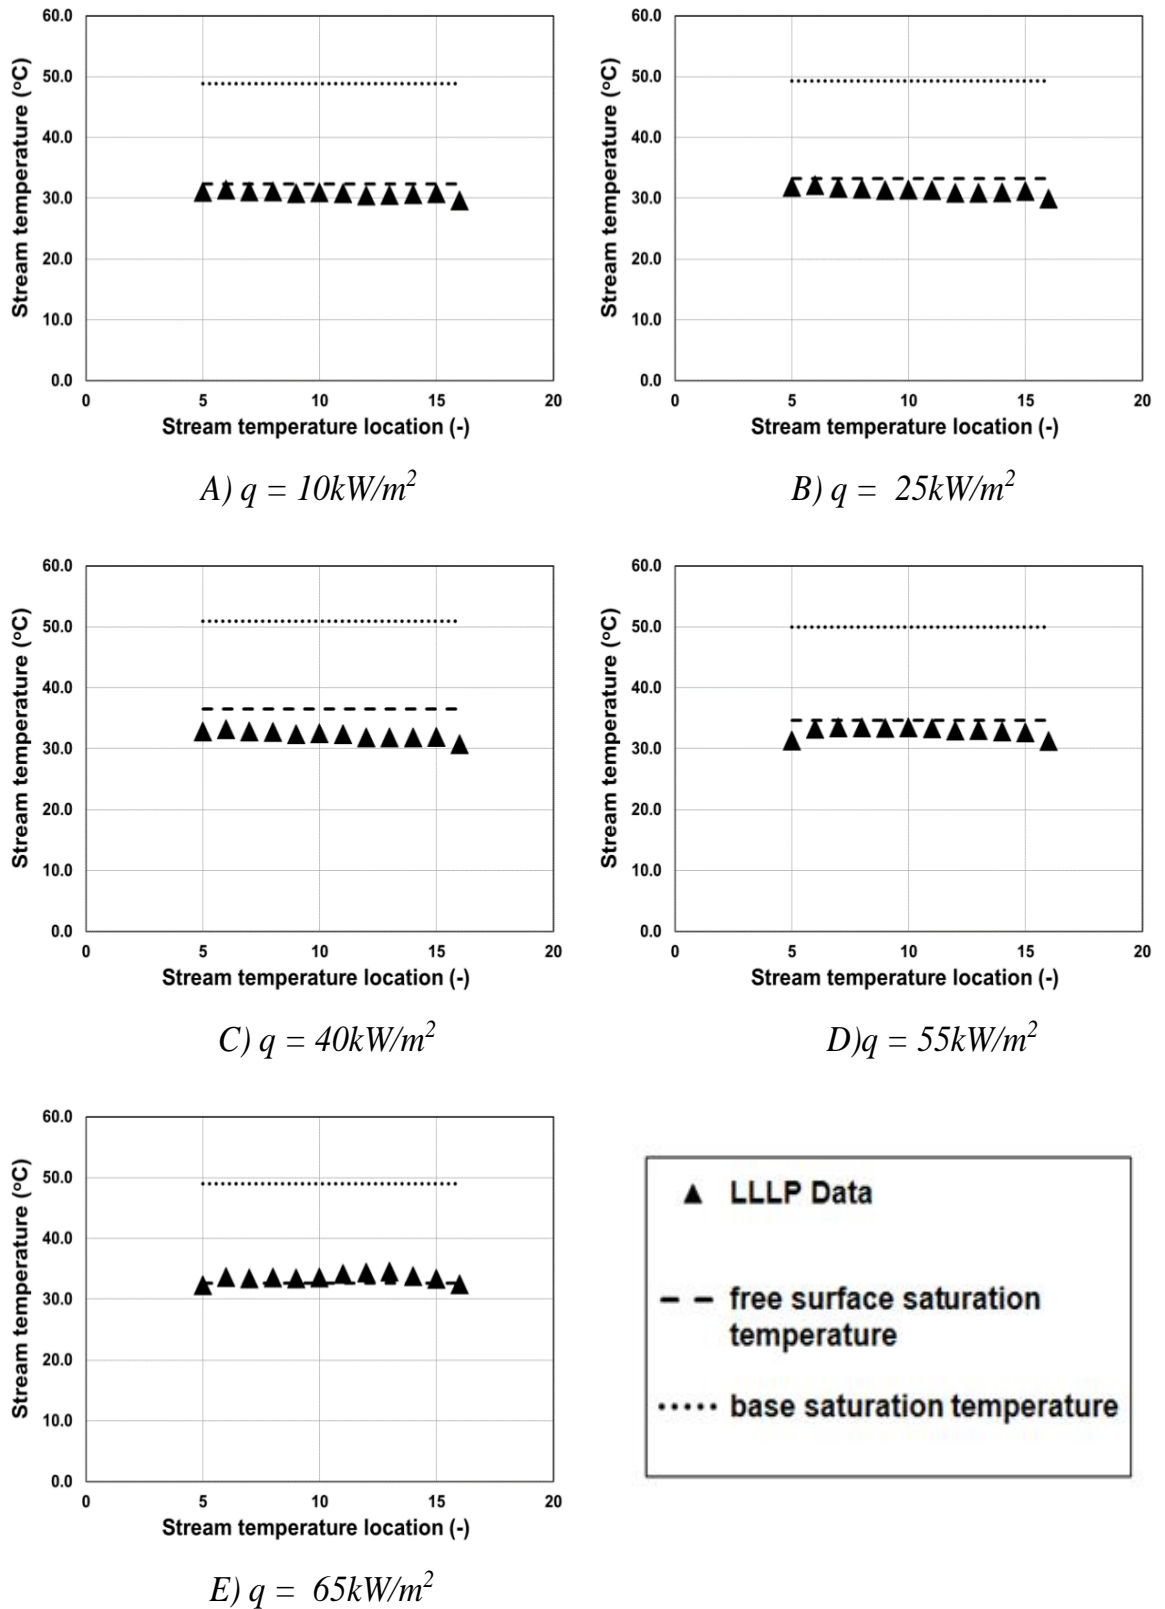 60.0
50.0
40.0
30.0
20.0
10.0
0.0
0 5 10 15 20
Stream temperature (°C)
Stream temperature location (-)
A) q = 10kW/m²
60.0
50.0
40.0
30.0
20.0
10.0
0.0
0 5 10 15 20
Stream temperature (°C)
Stream temperature location (-)
B) q = 25kW/m²
60.0
50.0
40.0
30.0
20.0
10.0
0.0
0 5 10 15 20
Stream temperature (°C)
Stream temperature location (-)
C) q = 40kW/m²
60.0
50.0
40.0
30.0
20.0
10.0
0.0
0 5 10 15 20
Stream temperature (°C)
Stream temperature location (-)
D)q = 55kW/m²
60.0
50.0
40.0
30.0
20.0
10.0
0.0
0 5 10 15 20
Stream temperature (°C)
Stream temperature location (-)
E) q = 65kW/m²
LLLP Data
free surface saturation
temperature
base saturation temperature